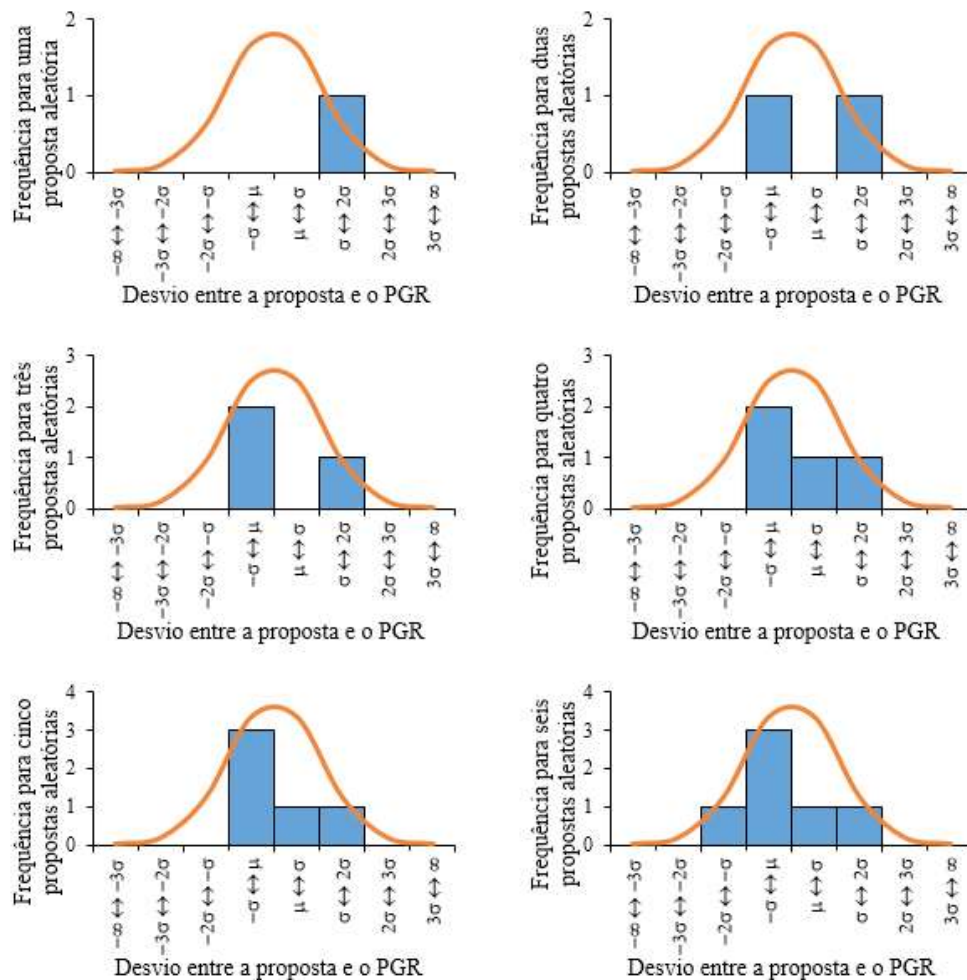 Frequência para uma
proposta aleatória
2
1
0
−∞ ↔ −3σ
−3σ ↔ −2σ
−2σ ↔ −σ
−σ ↔ μ
μ ↔ σ
σ ↔ 2σ
2σ ↔ 3σ
3σ ↔ ∞
Desvio entre a proposta e o PGR
Frequência para duas
propostas aleatórias
2
1
0
−∞ ↔ −3σ
−3σ ↔ −2σ
−2σ ↔ −σ
−σ ↔ μ
μ ↔ σ
σ ↔ 2σ
2σ ↔ 3σ
3σ ↔ ∞
Desvio entre a proposta e o PGR
Frequência para três
propostas aleatórias
3
2
1
0
−∞ ↔ −3σ
−3σ ↔ −2σ
−2σ ↔ −σ
−σ ↔ μ
μ ↔ σ
σ ↔ 2σ
2σ ↔ 3σ
3σ ↔ ∞
Desvio entre a proposta e o PGR
Frequência para quatro
propostas aleatórias
3
2
1
0
−∞ ↔ −3σ
−3σ ↔ −2σ
−2σ ↔ −σ
−σ ↔ μ
μ ↔ σ
σ ↔ 2σ
2σ ↔ 3σ
3σ ↔ ∞
Desvio entre a proposta e o PGR
Frequência para cinco
propostas aleatórias
4
3
2
1
0
−∞ ↔ −3σ
−3σ ↔ −2σ
−2σ ↔ −σ
−σ ↔ μ
μ ↔ σ
σ ↔ 2σ
2σ ↔ 3σ
3σ ↔ ∞
Desvio entre a proposta e o PGR
Frequência para seis
propostas aleatórias
4
3
2
1
0
−∞ ↔ −3σ
−3σ ↔ −2σ
−2σ ↔ −σ
−σ ↔ μ
μ ↔ σ
σ ↔ 2σ
2σ ↔ 3σ
3σ ↔ ∞
Desvio entre a proposta e o PGR